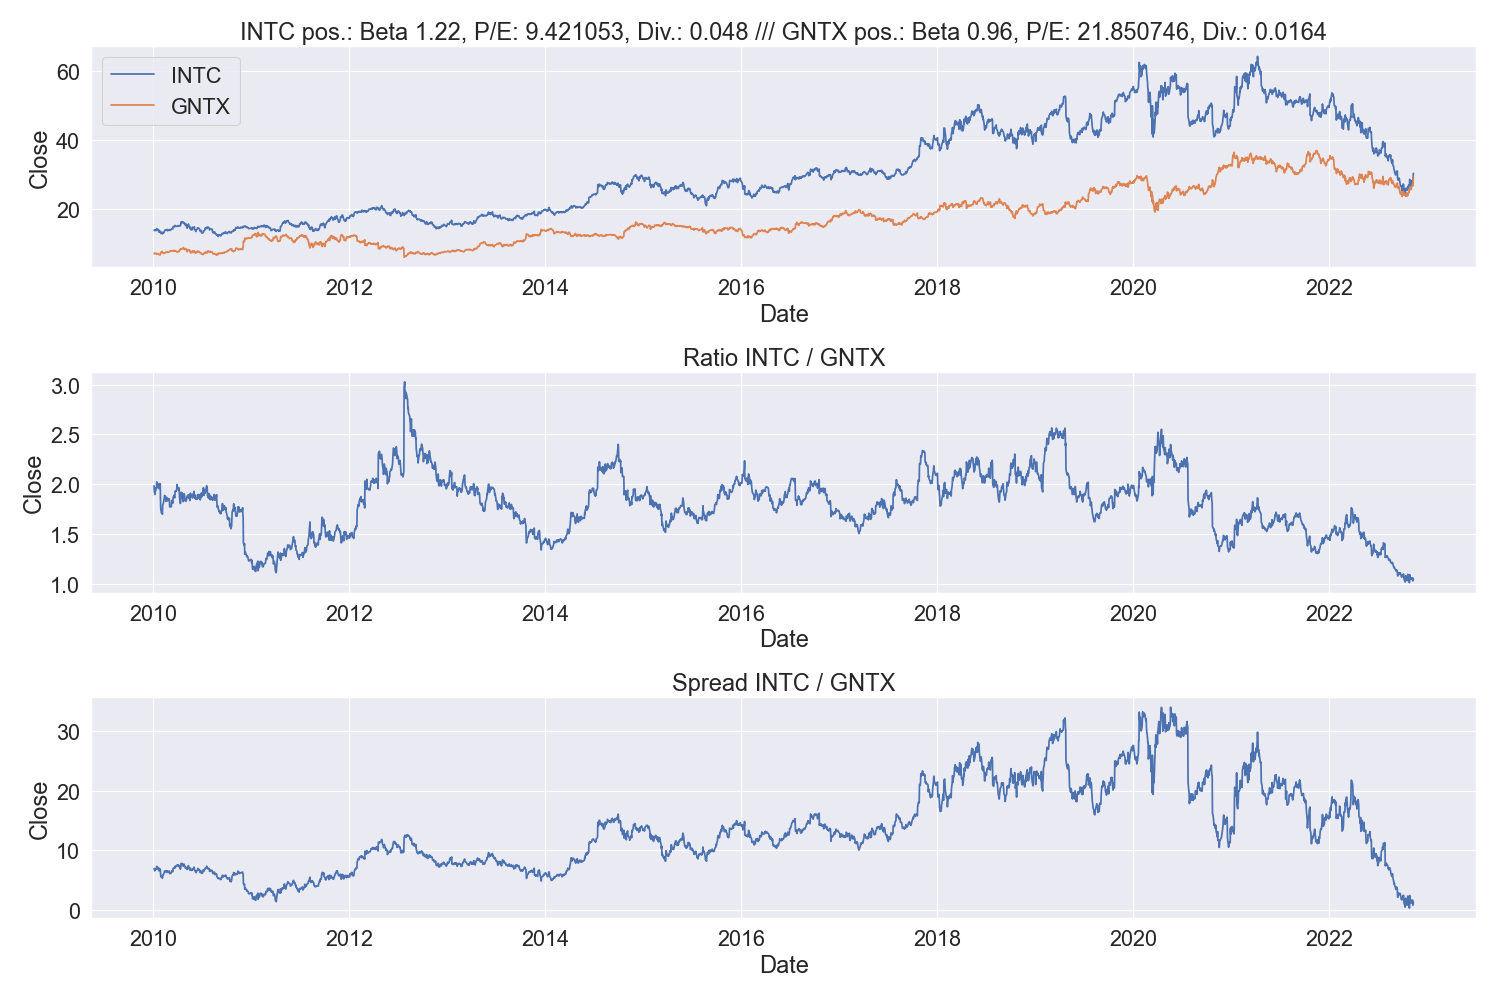 INTC pos.: Beta 1.22, P/E: 9.421053, Div.: 0.048 /// GNTX pos.: Beta 0.96, P/E: 21.850746, Div.: 0.0164
INTC
GNTX
Close
60
40
20
2010 2012 2014 2016 2018 2020 2022
Date
Ratio INTC / GNTX
Close
3.0
2.5
2.0
1.5
1.0
2010 2012 2014 2016 2018 2020 2022
Date
Spread INTC / GNTX
Close
30
20
10
0
2010 2012 2014 2016 2018 2020 2022
Date